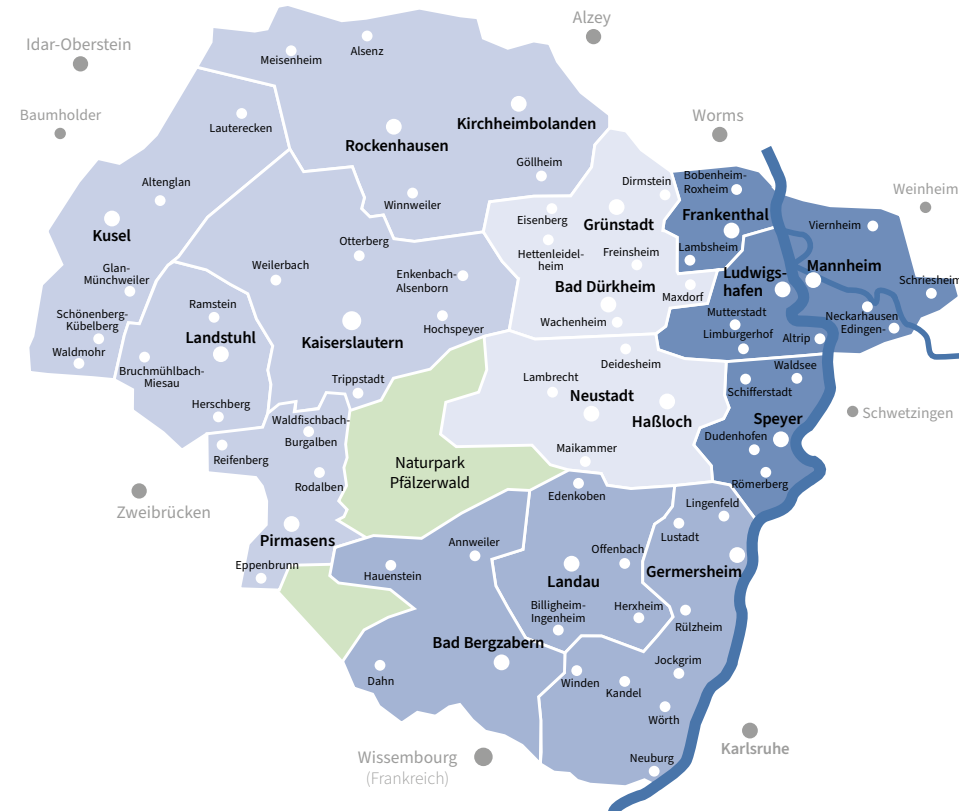 Alzey
Idar-Oberstein
Alsenz
Meisenheim
Baumholder
Worms
Lauterecken
Kirchheimbolanden
Rockenhausen
Göllheim
Bobenheim-
Roxheim
Dirmstein
Altenglan
Weinheim
Winnweiler
Eisenberg
Grünstadt
Frankenthal
Viernheim
Kusel
Otterberg
Hettenleidel-
heim
Freinsheim
Lambsheim
Glan-
Münchweiler
Weilerbach
Enkenbach-
Alsenborn
Ludwigs-
hafen
Mannheim
Schriesheim
Bad Dürkheim
Maxdorf
Ramstein
Schönenberg-
Kübelberg
Wachenheim
Mutterstadt
Neckarhausen
Edingen-
Landstuhl
Hochspeyer
Kaiserslautern
Limburgerhof
Altrip
Waldmohr
Bruchmühlbach-
Miesau
Deidesheim
Waldsee
Trippstadt
Lambrecht
Schifferstadt
Neustadt
Herschberg
Haßloch
Speyer
Schwetzingen
Waldfischbach-
Burgalben
Dudenhofen
Maikammer
Reifenberg
Naturpark
Pfälzerwald
Rodalben
Römerberg
Edenkoben
Lingenfeld
Zweibrücken
Lustadt
Pirmasens
Annweiler
Offenbach
Eppenbrunn
Hauenstein
Landau
Germersheim
Billigheim-
Ingenheim
Herxheim
Rülzheim
Bad Bergzabern
Jockgrim
Dahn
Winden
Kandel
Wörth
Karlsruhe
Wissembourg
(Frankreich)
Neuburg